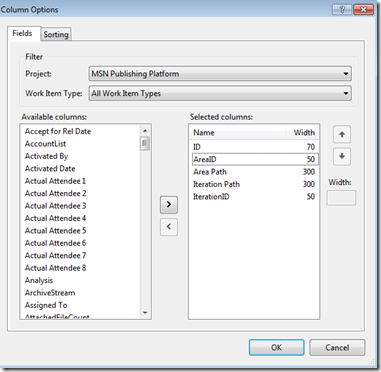 Column Options
?
Fields
Sorting
Filter
Project: MSN Publishing Platform
Work Item Type: All Work Item Types
Available columns:
Accept for Rel Date
AccountList
Activated By
Activated Date
Actual Attendee 1
Actual Attendee 2
Actual Attendee 3
Actual Attendee 4
Actual Attendee 5
Actual Attendee 6
Actual Attendee 7
Actual Attendee 8
Analysis
ArchiveStream
Assigned To
AttachedFileCount
>
<
Selected columns:
Name Width
ID 70
AreaID 50
Area Path 300
Iteration Path 300
IterationID 50
Width:
OK
Cancel